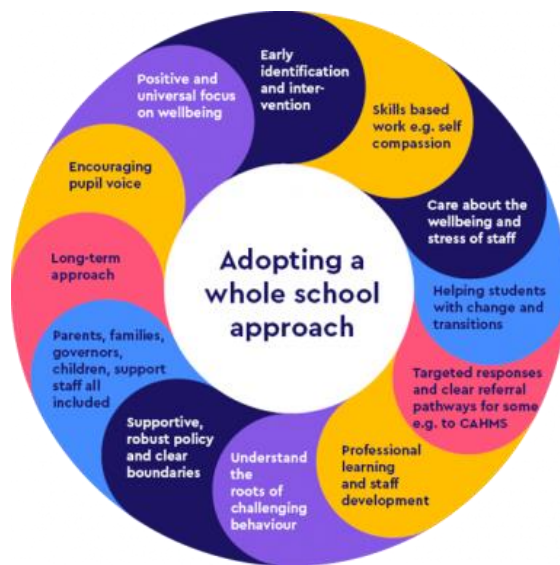 Adopting a
whole school
approach
Early
identification
and inter-
vention
Skills based
work e.g. self
compassion
Care about the
wellbeing and
stress of staff
Helping students
with change and
transitions
Targeted responses
and clear referral
pathways for some
e.g. to CAHMS
Professional
learning
and staff
development
Understand
the
roots of
challenging
behaviour
Supportive,
robust policy
and clear
boundaries
Parents, families,
governors,
children, support
staff all
included
Long-term
approach
Encouraging
pupil voice
Positive and
universal focus
on wellbeing